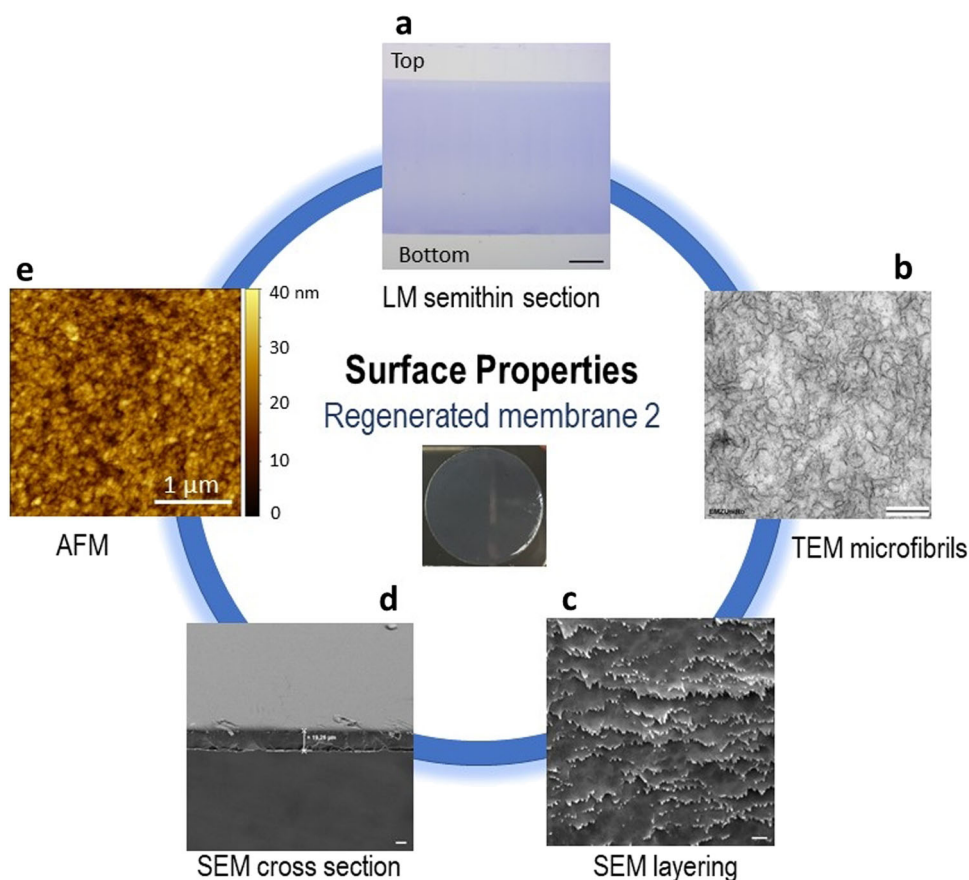 a
Top
Bottom
LM semithin section
b
TEM microfibrils
c
SEM layering
d
SEM cross section
e
40 nm
30
20
10
0
1 µm
AFM
Surface Properties
Regenerated membrane 2